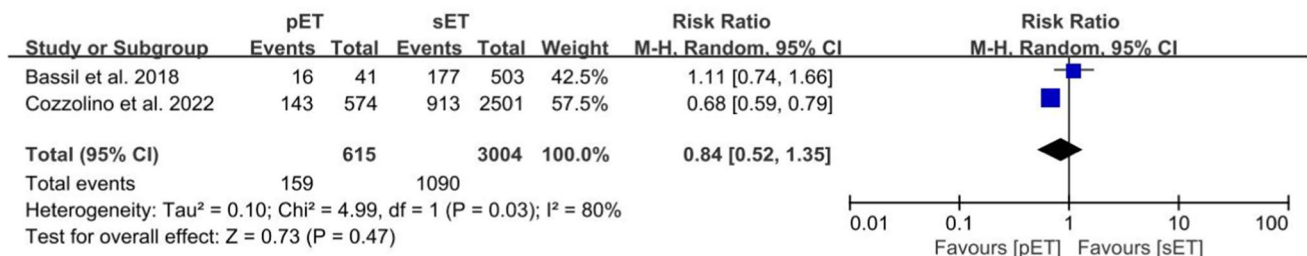 pET sET Risk Ratio Risk Ratio
Study or Subgroup Events Total Events Total Weight M-H, Random, 95% CI M-H, Random, 95% CI
Bassil et al. 2018 16 41 177 503 42.5% 1.11 [0.74, 1.66]
Cozzolino et al. 2022 143 574 913 2501 57.5% 0.68 [0.59, 0.79]
Total (95% CI) 615 3004 100.0% 0.84 [0.52, 1.35]
Total events 159 1090
Heterogeneity: Tau² = 0.10; Chi² = 4.99, df = 1 (P = 0.03); I² = 80%
Test for overall effect: Z = 0.73 (P = 0.47)
0.01 0.1 1 10 100
Favours [pET] Favours [sET]